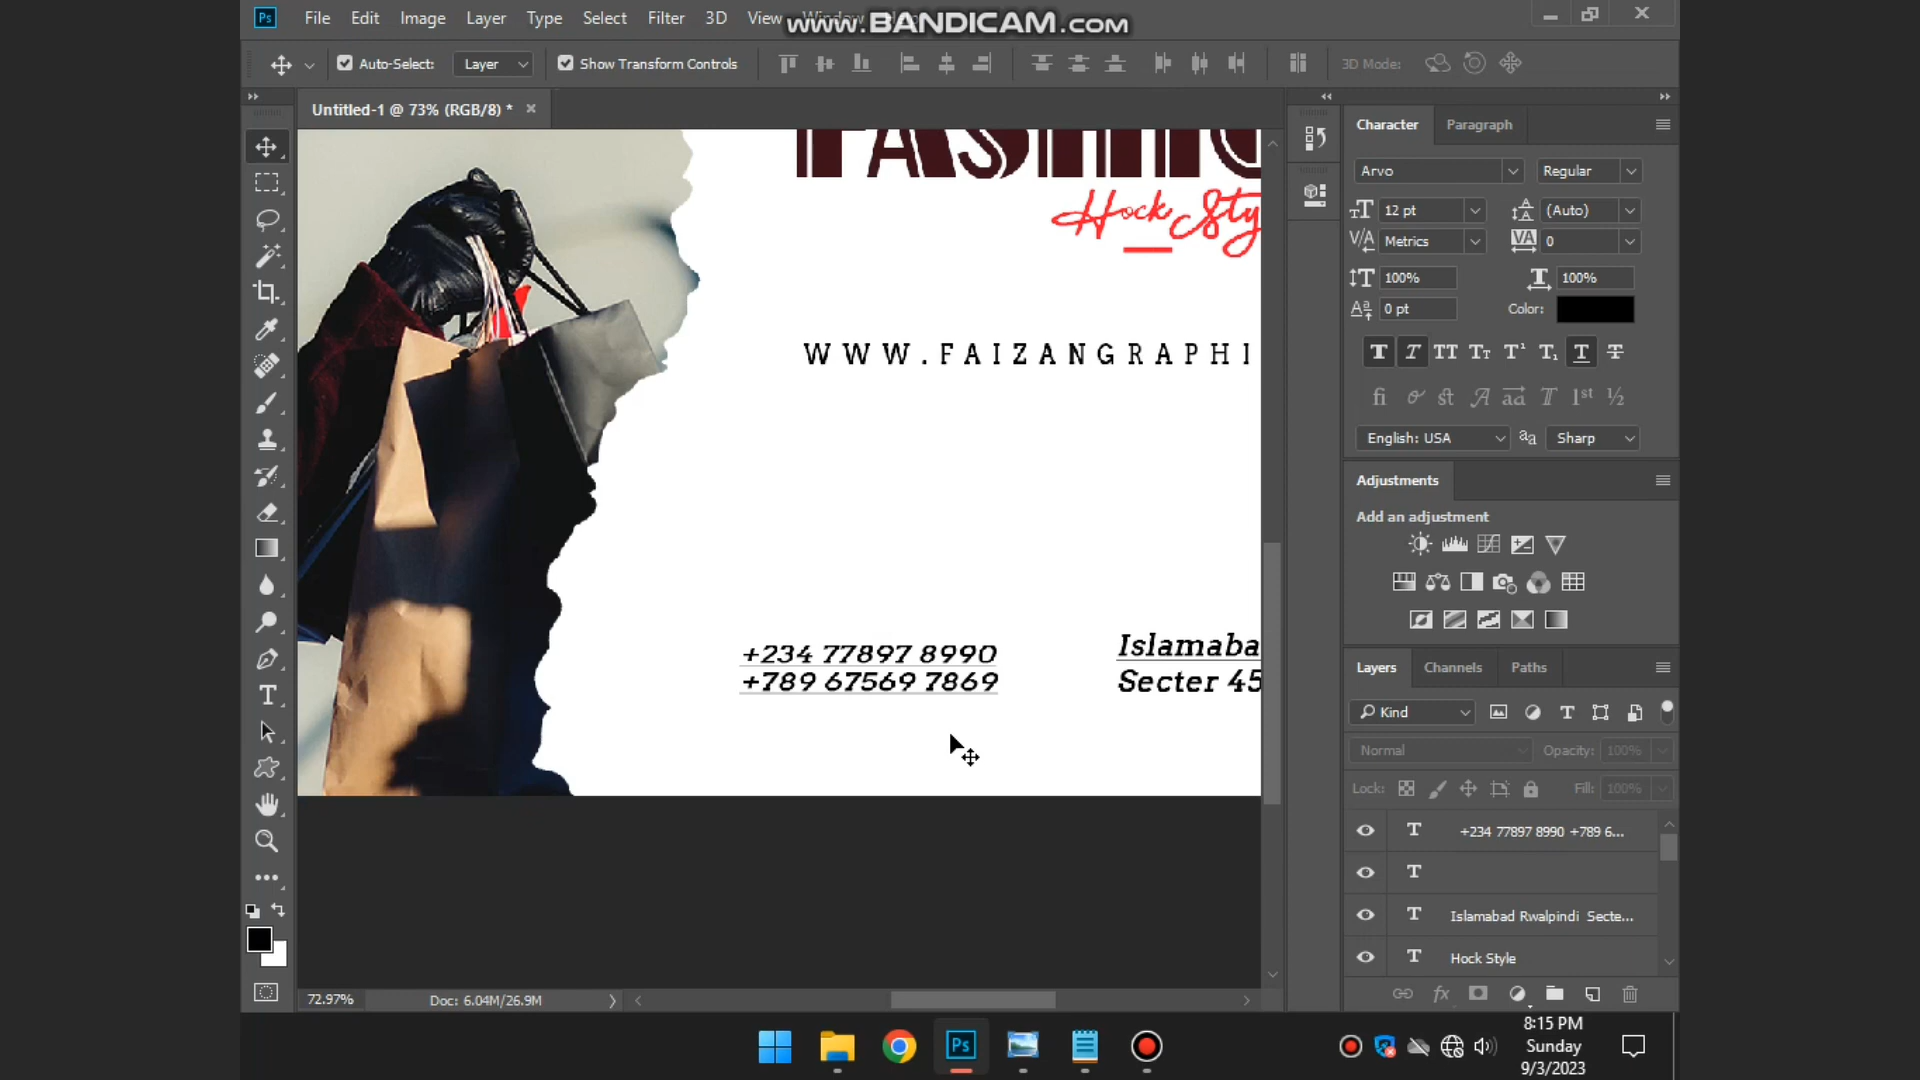 Ps File Edit Image Layer Type Select Filter 3D View
www.BANDICAM.com
Auto-Select: Layer Show Transform Controls 3D Mode:
Untitled-1 @ 73% (RGB/8) *
Hock Sty
WWW.FAIZANGRAPHI
+234 77897 8990
+789 67569 7869
Islamaba
Secter 45
Character Paragraph
Arvo Regular
12 pt (Auto)
Metrics 0
100% 100%
0 pt Color:
English: USA Sharp
Adjustments
Add an adjustment
Layers Channels Paths
Kind
Normal Opacity: 100%
Lock: Fill: 100%
+234 77897 8990 +789 6...
Islamabad Rwalpindi Secte...
Hock Style
72.97% Doc: 6.04M/26.9M
Ps
8:15 PM
Sunday
9/3/2023